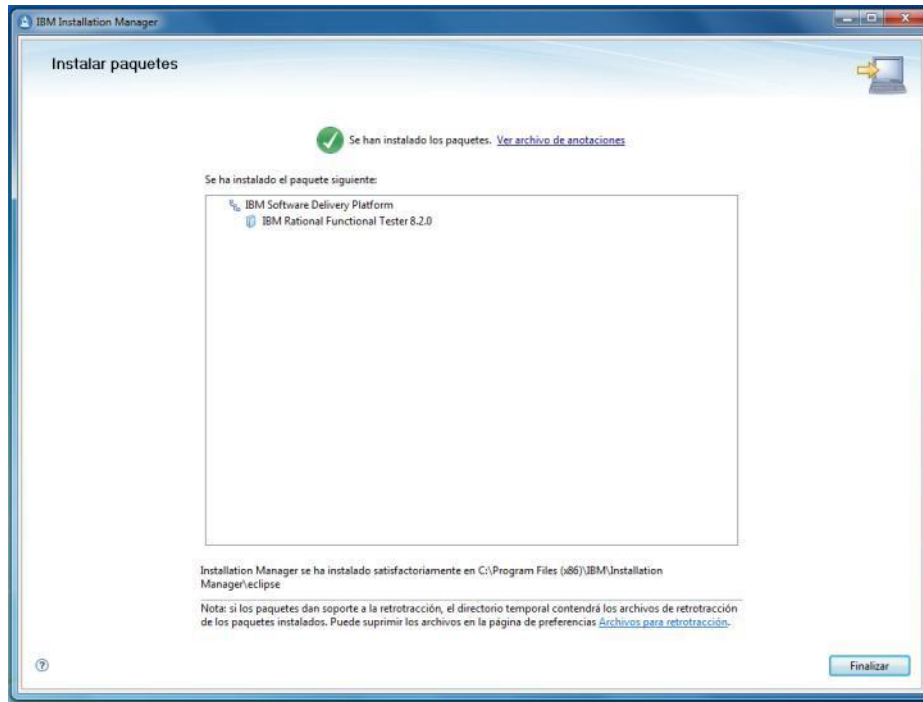 IBM Installation Manager
Instalar paquetes
Se han instalado los paquetes. Ver archivo de anotaciones
Se ha instalado el paquete siguiente:
IBM Software Delivery Platform
IBM Rational Functional Tester 8.2.0
Installation Manager se ha instalado satisfactoriamente en C:\Program Files (x86)\IBM\Installation
Manager\eclipse
Nota: si los paquetes dan soporte a la retrotracción, el directorio temporal contendrá los archivos de retrotracción
de los paquetes instalados. Puede suprimir los archivos en la página de preferencias Archivos para retrotracción.
?
Finalizar